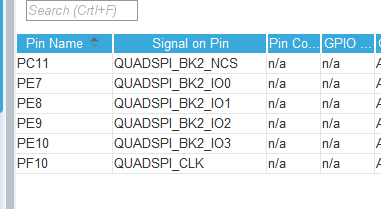 Search (Crtl+F)
Pin Name Signal on Pin Pin Co... GPIO ...
PC11 QUADSPI_BK2_NCS n/a n/a
PE7 QUADSPI_BK2_IO0 n/a n/a
PE8 QUADSPI_BK2_IO1 n/a n/a
PE9 QUADSPI_BK2_IO2 n/a n/a
PE10 QUADSPI_BK2_IO3 n/a n/a
PF10 QUADSPI_CLK n/a n/a